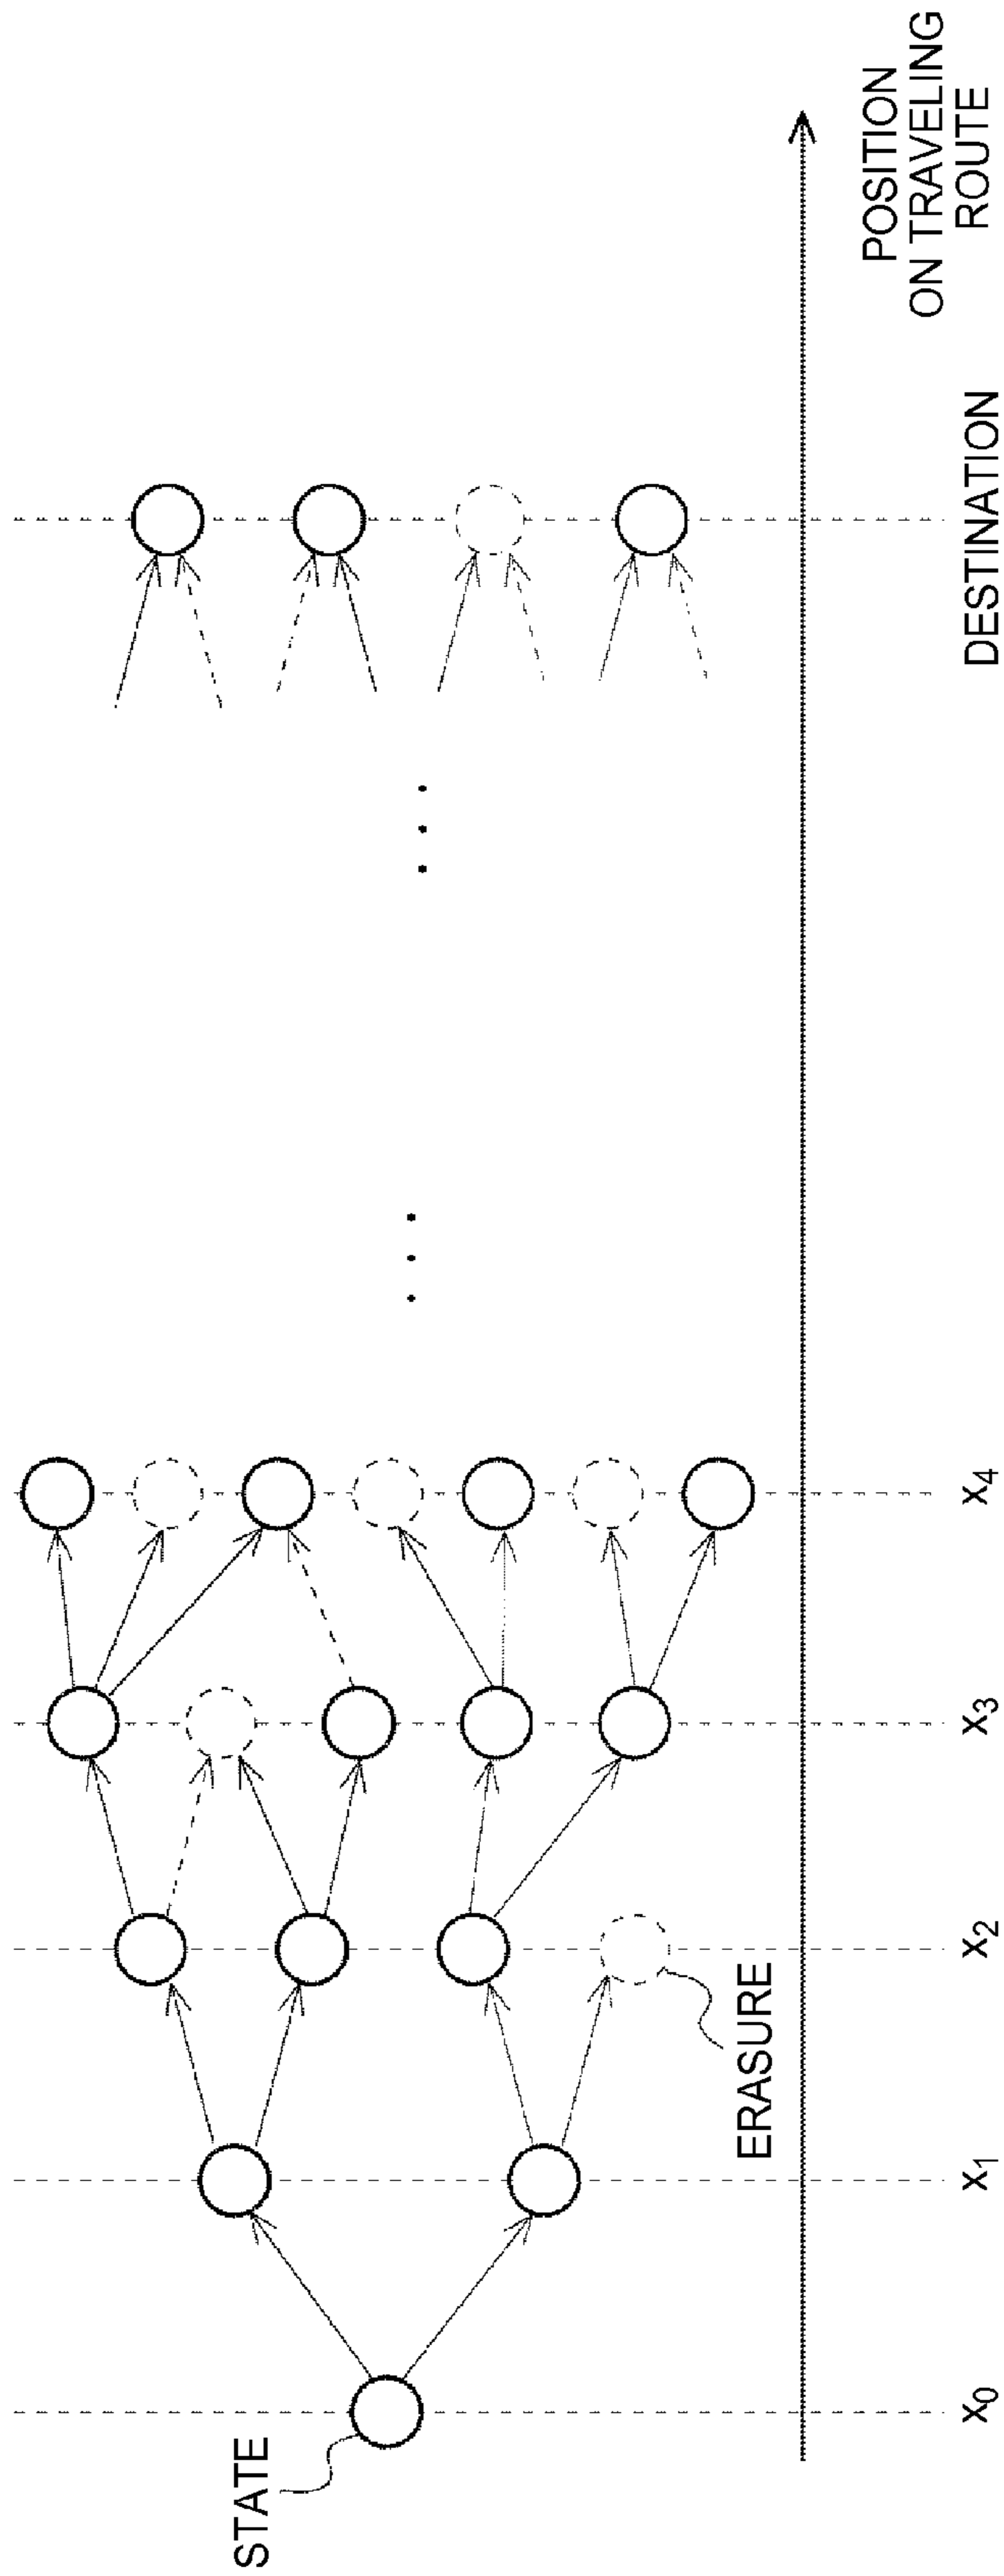 STATE
ERASURE
X0
X1
X2
X3
X4
DESTINATION
POSITION
ON TRAVELING
ROUTE